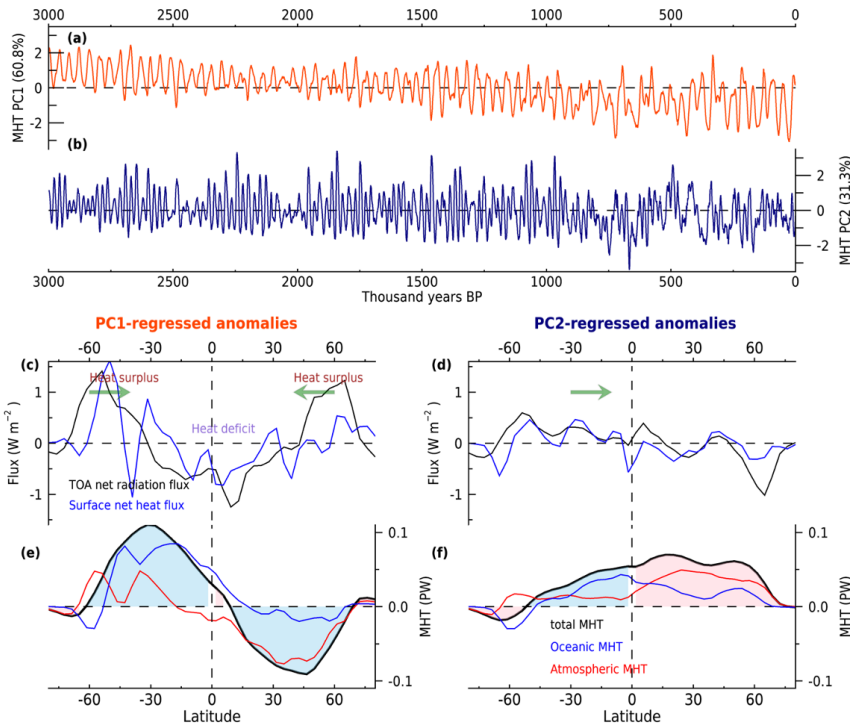 3000 2500 2000 1500 1000 500 0
(a)
MHT PC1 (60.8%)
2
0
-2
(b)
MHT PC2 (31.3%)
2
0
-2
3000 2500 2000 1500 1000 500 0
Thousand years BP
PC1-regressed anomalies
PC2-regressed anomalies
-60 -30 0 30 60
-60 -30 0 30 60
(c)
Heat surplus
Heat surplus
Heat deficit
Flux (W m⁻²)
1
0
-1
TOA net radiation flux
Surface net heat flux
(d)
Flux (W m⁻²)
1
0
-1
(e)
MHT (PW)
0.1
0.0
-0.1
(f)
total MHT
Oceanic MHT
Atmospheric MHT
MHT (PW)
0.1
0.0
-0.1
-60 -30 0 30 60
-60 -30 0 30 60
Latitude
Latitude